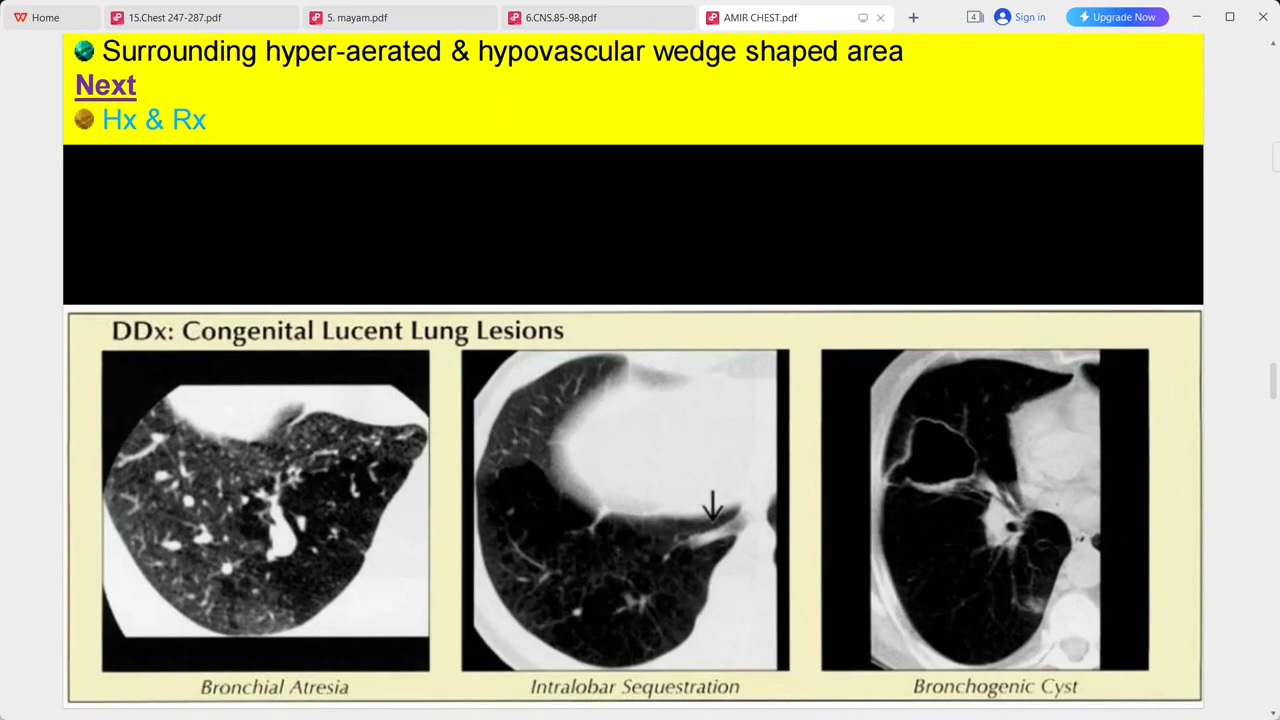 Home
15.Chest 247-287.pdf
5. mayam.pdf
6.CNS.85-98.pdf
AMIR CHEST.pdf
4
Sign in
Upgrade Now
Surrounding hyper-aerated & hypovascular wedge shaped area
Next
Hx & Rx
DDx: Congenital Lucent Lung Lesions
Bronchial Atresia
Intralobar Sequestration
Bronchogenic Cyst